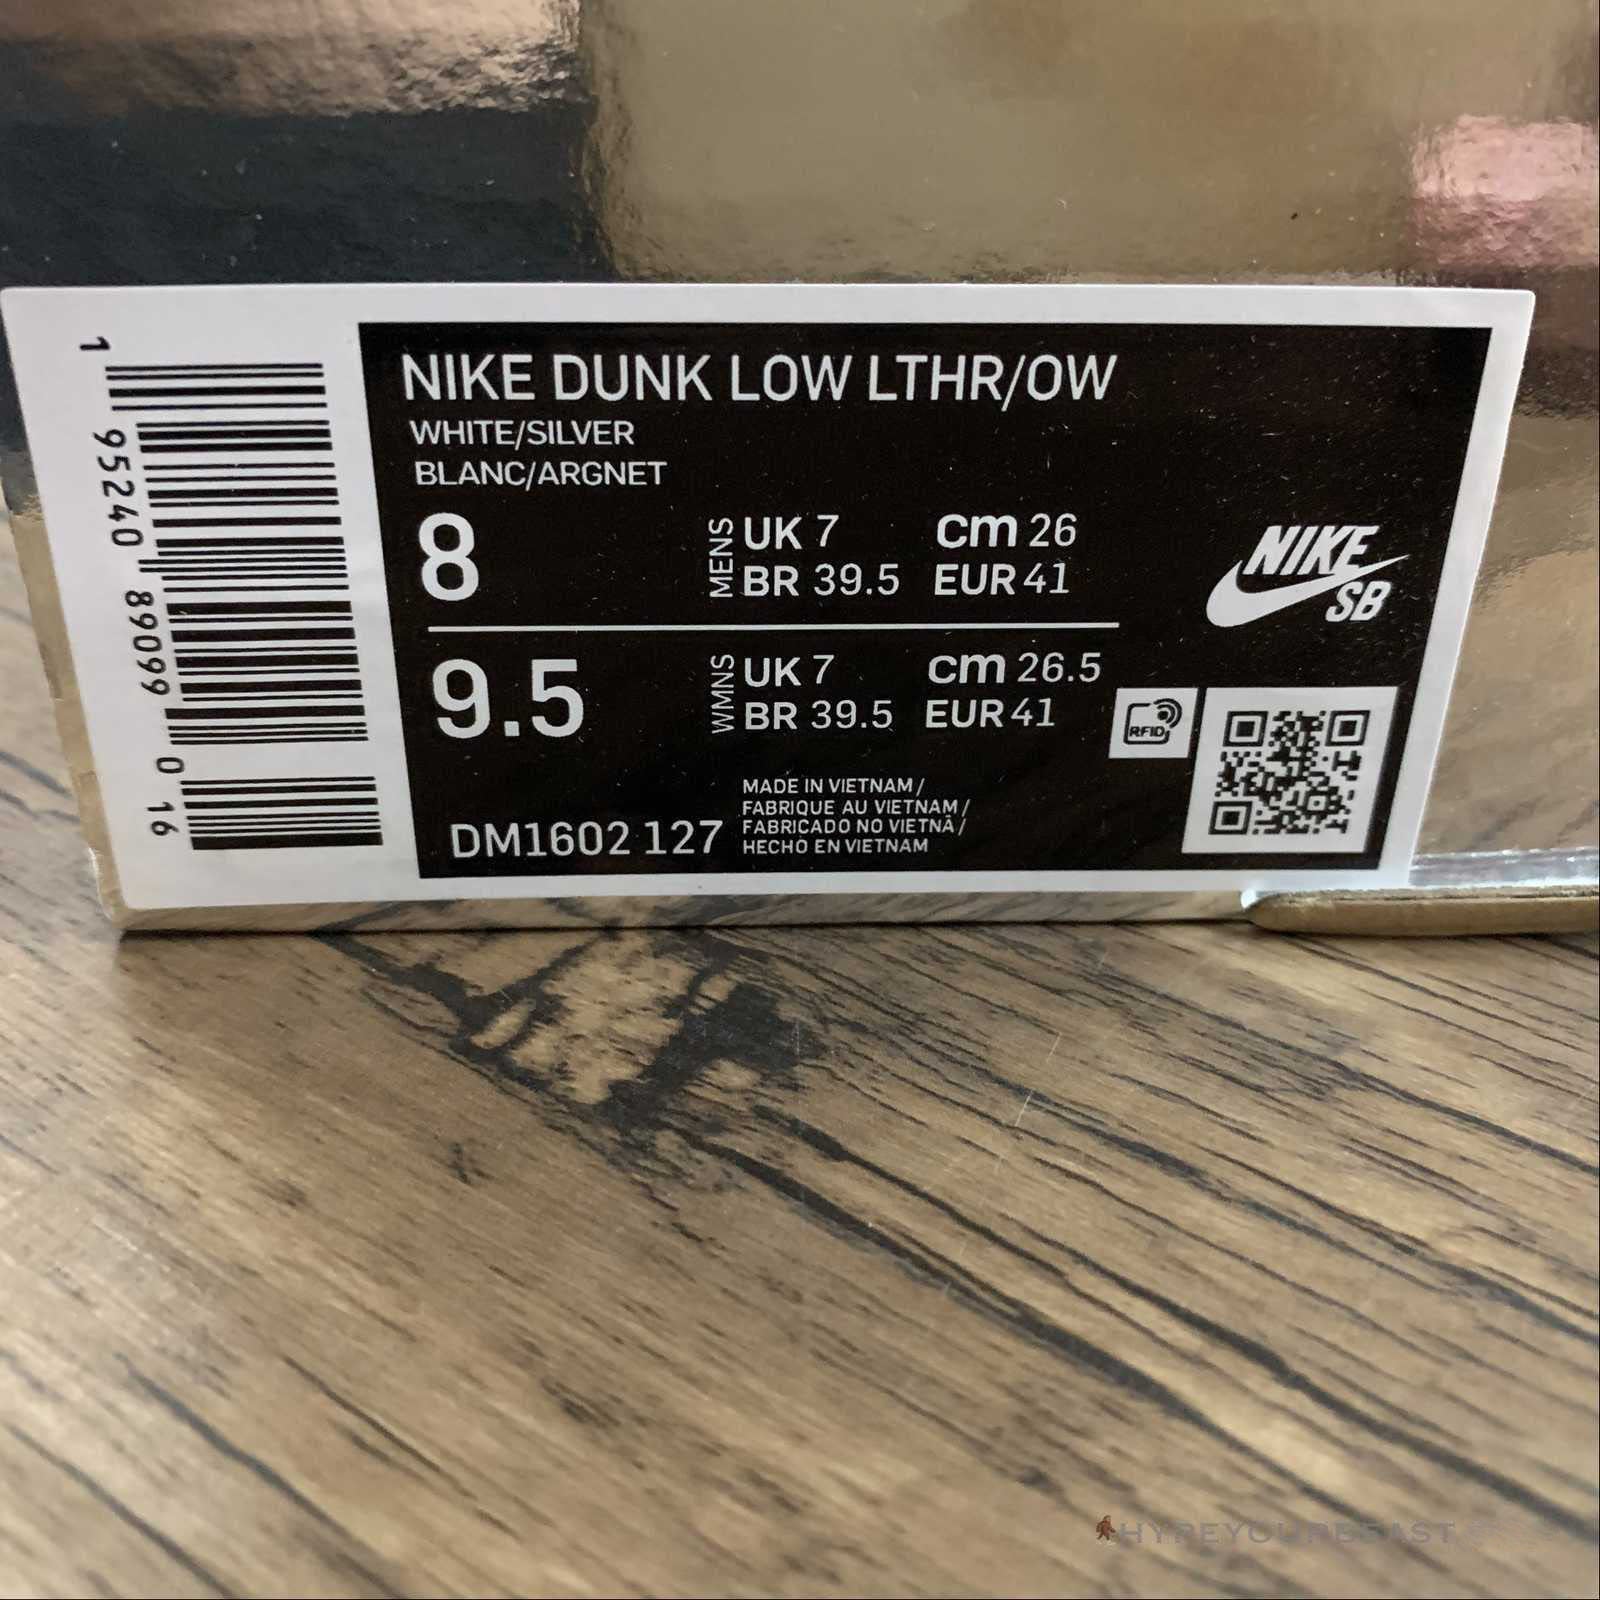 NIKE DUNK LOW LTHR/OW
WHITE/SILVER
BLANC/ARGNET
8
MENS
UK 7 cm 26
BR 39.5 EUR 41
9.5
WMNS
UK 7 cm 26.5
BR 39.5 EUR 41
NIKE
SB
RFID
DM1602 127
MADE IN VIETNAM /
FABRIQUE AU VIETNAM /
FABRICADO NO VIETNÃ /
HECHO EN VIETNAM
1 95240 89099 0 16
HYPEYOURBEAST